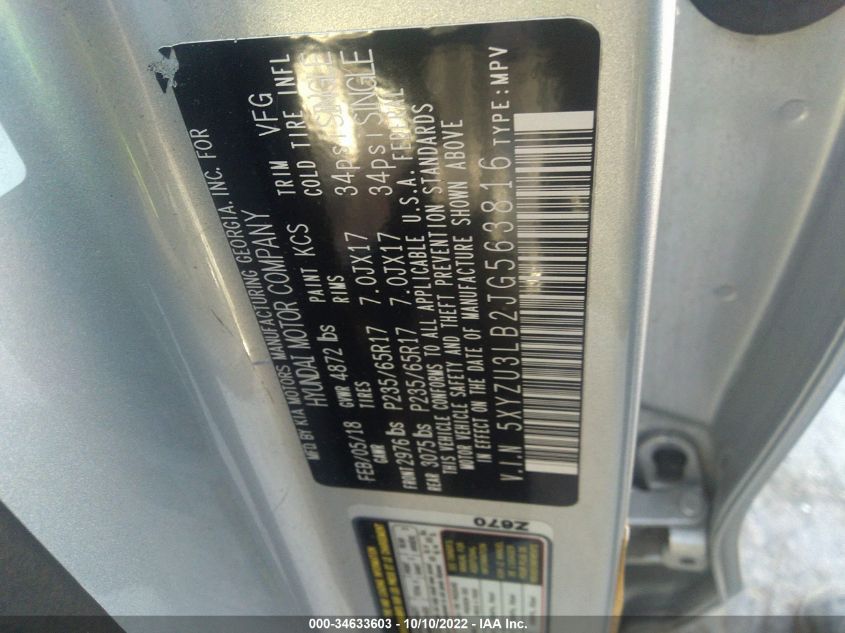 MFD BY KIA MOTORS MANUFACTURING GEORGIA, INC. FOR
HYUNDAI MOTOR COMPANY
FEB/05/18 PAINT KCS TRIM VFG
GVWR 4872 lbs
GAWR TIRES RIMS COLD TIRE INFL
FRONT 2976 lbs P235/65R17 7.0JX17 34psi SINGLE
REAR 3075 lbs P235/65R17 7.0JX17 34psi SINGLE
THIS VEHICLE CONFORMS TO ALL APPLICABLE U.S.A. FEDERAL
MOTOR VEHICLE SAFETY AND THEFT PREVENTION STANDARDS
IN EFFECT ON THE DATE OF MANUFACTURE SHOWN ABOVE
V.I.N 5XYZU3LB2JG563816 TYPE:MPV
Z670
000-34633603 - 10/10/2022 - IAA Inc.